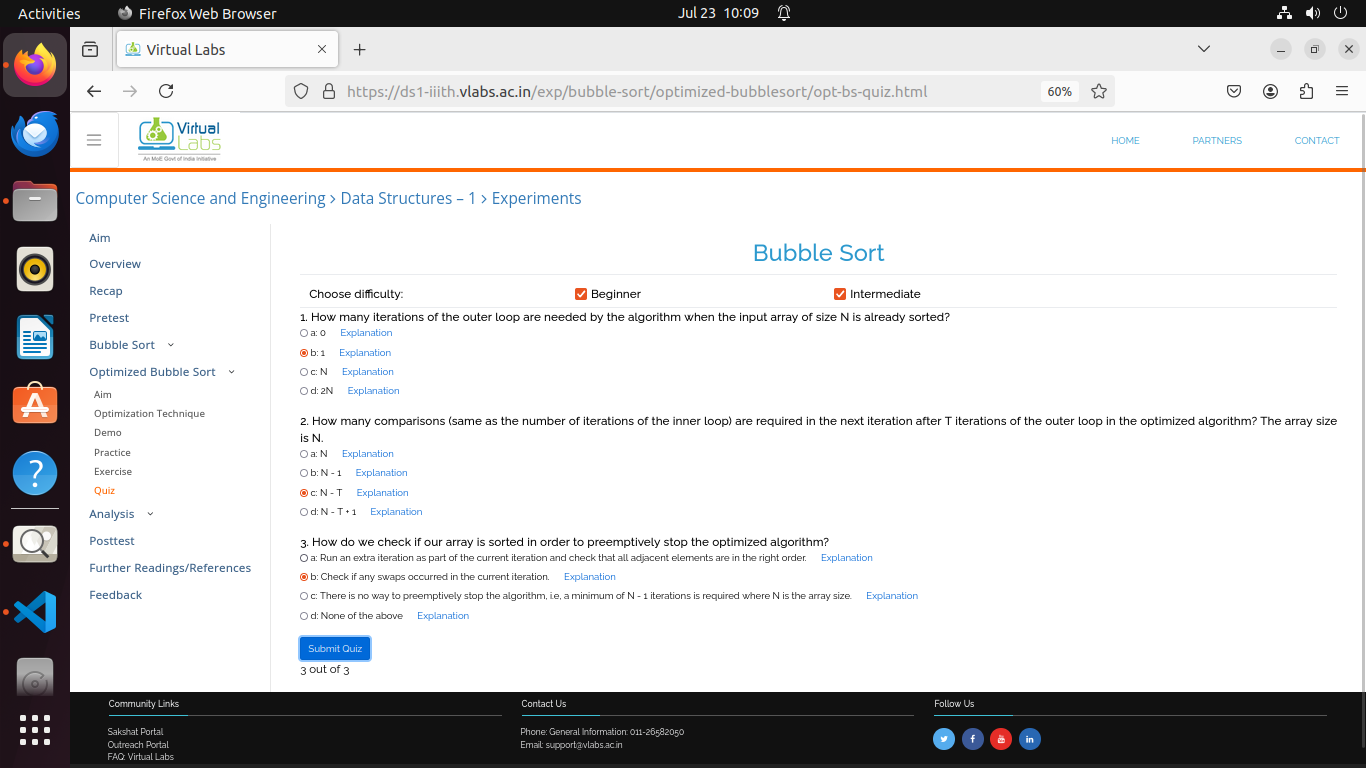 Activities
Firefox Web Browser
Jul 23 10:09
Virtual Labs
https://ds1-iiith.vlabs.ac.in/exp/bubble-sort/optimized-bubblesort/opt-bs-quiz.html
60%
Virtual Labs
An MoE Govt of India Initiative
HOME
PARTNERS
CONTACT
Computer Science and Engineering > Data Structures – 1 > Experiments
Aim
Overview
Recap
Pretest
Bubble Sort
Optimized Bubble Sort
Aim
Optimization Technique
Demo
Practice
Exercise
Quiz
Analysis
Posttest
Further Readings/References
Feedback
Bubble Sort
Choose difficulty: Beginner Intermediate
1. How many iterations of the outer loop are needed by the algorithm when the input array of size N is already sorted?
a: 0 Explanation
b: 1 Explanation
c: N Explanation
d: 2N Explanation
2. How many comparisons (same as the number of iterations of the inner loop) are required in the next iteration after T iterations of the outer loop in the optimized algorithm? The array size
is N.
a: N Explanation
b: N - 1 Explanation
c: N - T Explanation
d: N - T + 1 Explanation
3. How do we check if our array is sorted in order to preemptively stop the optimized algorithm?
a: Run an extra iteration as part of the current iteration and check that all adjacent elements are in the right order. Explanation
b: Check if any swaps occurred in the current iteration. Explanation
c: There is no way to preemptively stop the algorithm, i.e, a minimum of N - 1 iterations is required where N is the array size. Explanation
d: None of the above Explanation
Submit Quiz
3 out of 3
Community Links
Sakshat Portal
Outreach Portal
FAQ: Virtual Labs
Contact Us
Phone: General Information: 011-26582050
Email: support@vlabs.ac.in
Follow Us